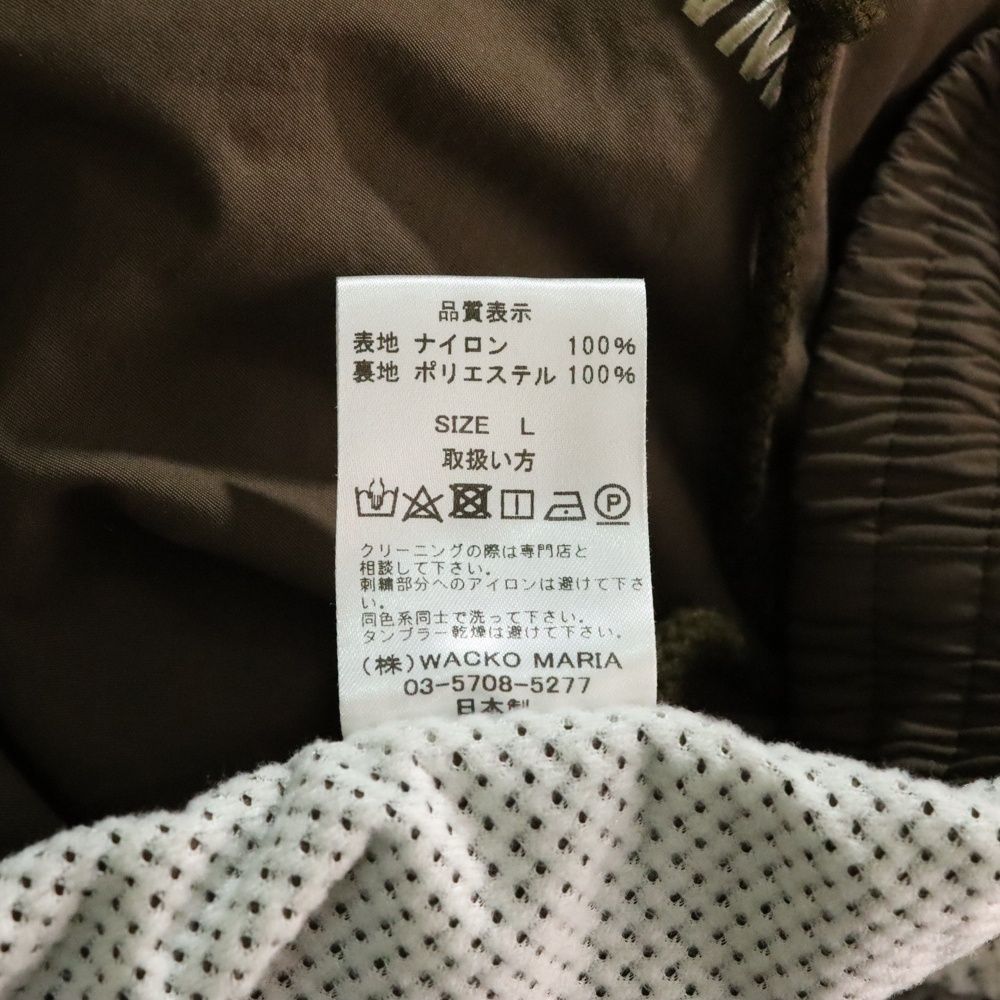 品質表示
表地 ナイロン 100%
裏地 ポリエステル 100%
SIZE L
取扱い方
P
クリーニングの際は専門店と
相談して下さい。
刺繍部分へのアイロンは避けて下さ
い。
同色系同士で洗って下さい。
タンブラー乾燥は避けて下さい。
(株)WACKO MARIA
03-5708-5277
日本製